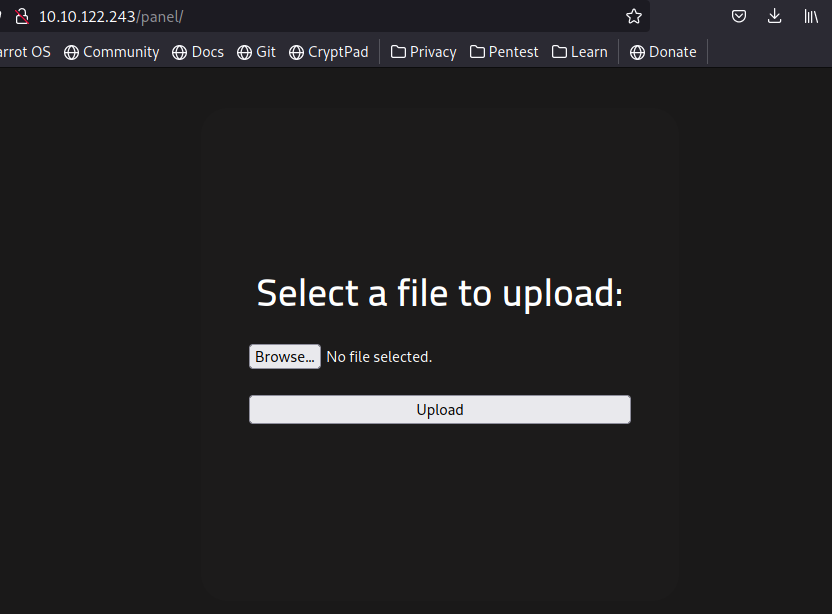 10.10.122.243/panel/
arrot OS Community Docs Git CryptPad Privacy Pentest Learn Donate
Select a file to upload:
Browse... No file selected.
Upload